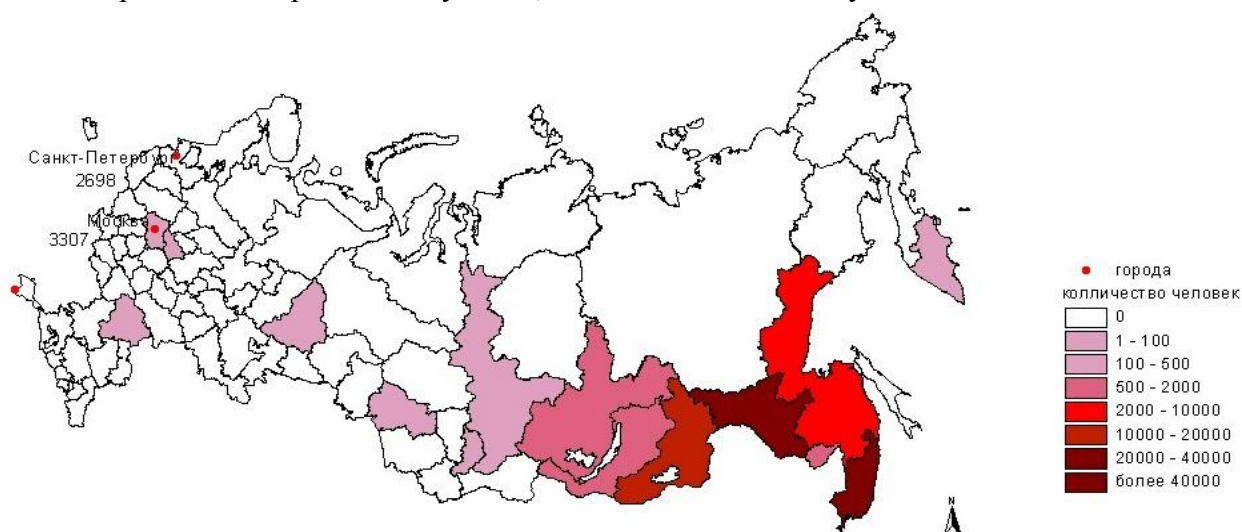 Санкт-Петербург
2698
Москва
3307
города
колличество человек
0
1 - 100
100 - 500
500 - 2000
2000 - 10000
10000 - 20000
20000 - 40000
более 40000
N